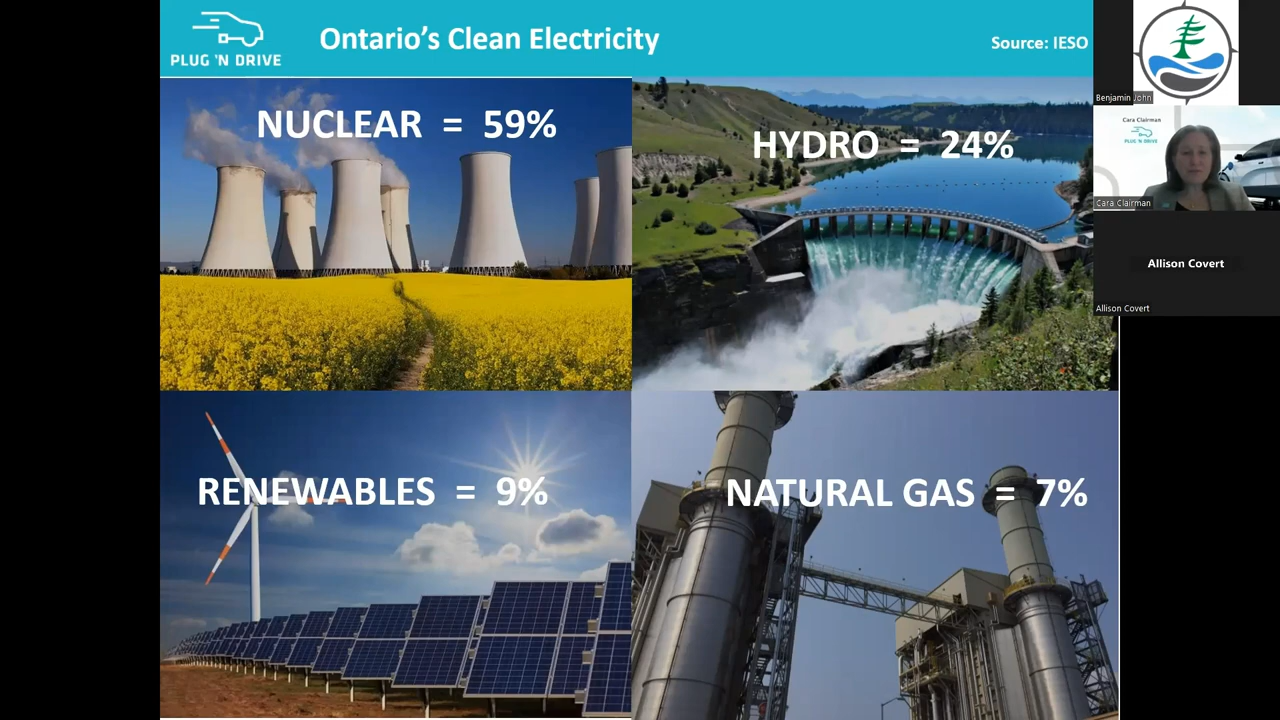 PLUG 'N DRIVE
Ontario's Clean Electricity
Source: IESO
NUCLEAR = 59%
HYDRO = 24%
RENEWABLES = 9%
NATURAL GAS = 7%
Benjamin John
Cara Clairman
PLUG 'N DRIVE
Cara Clairman
Allison Covert
Allison Covert